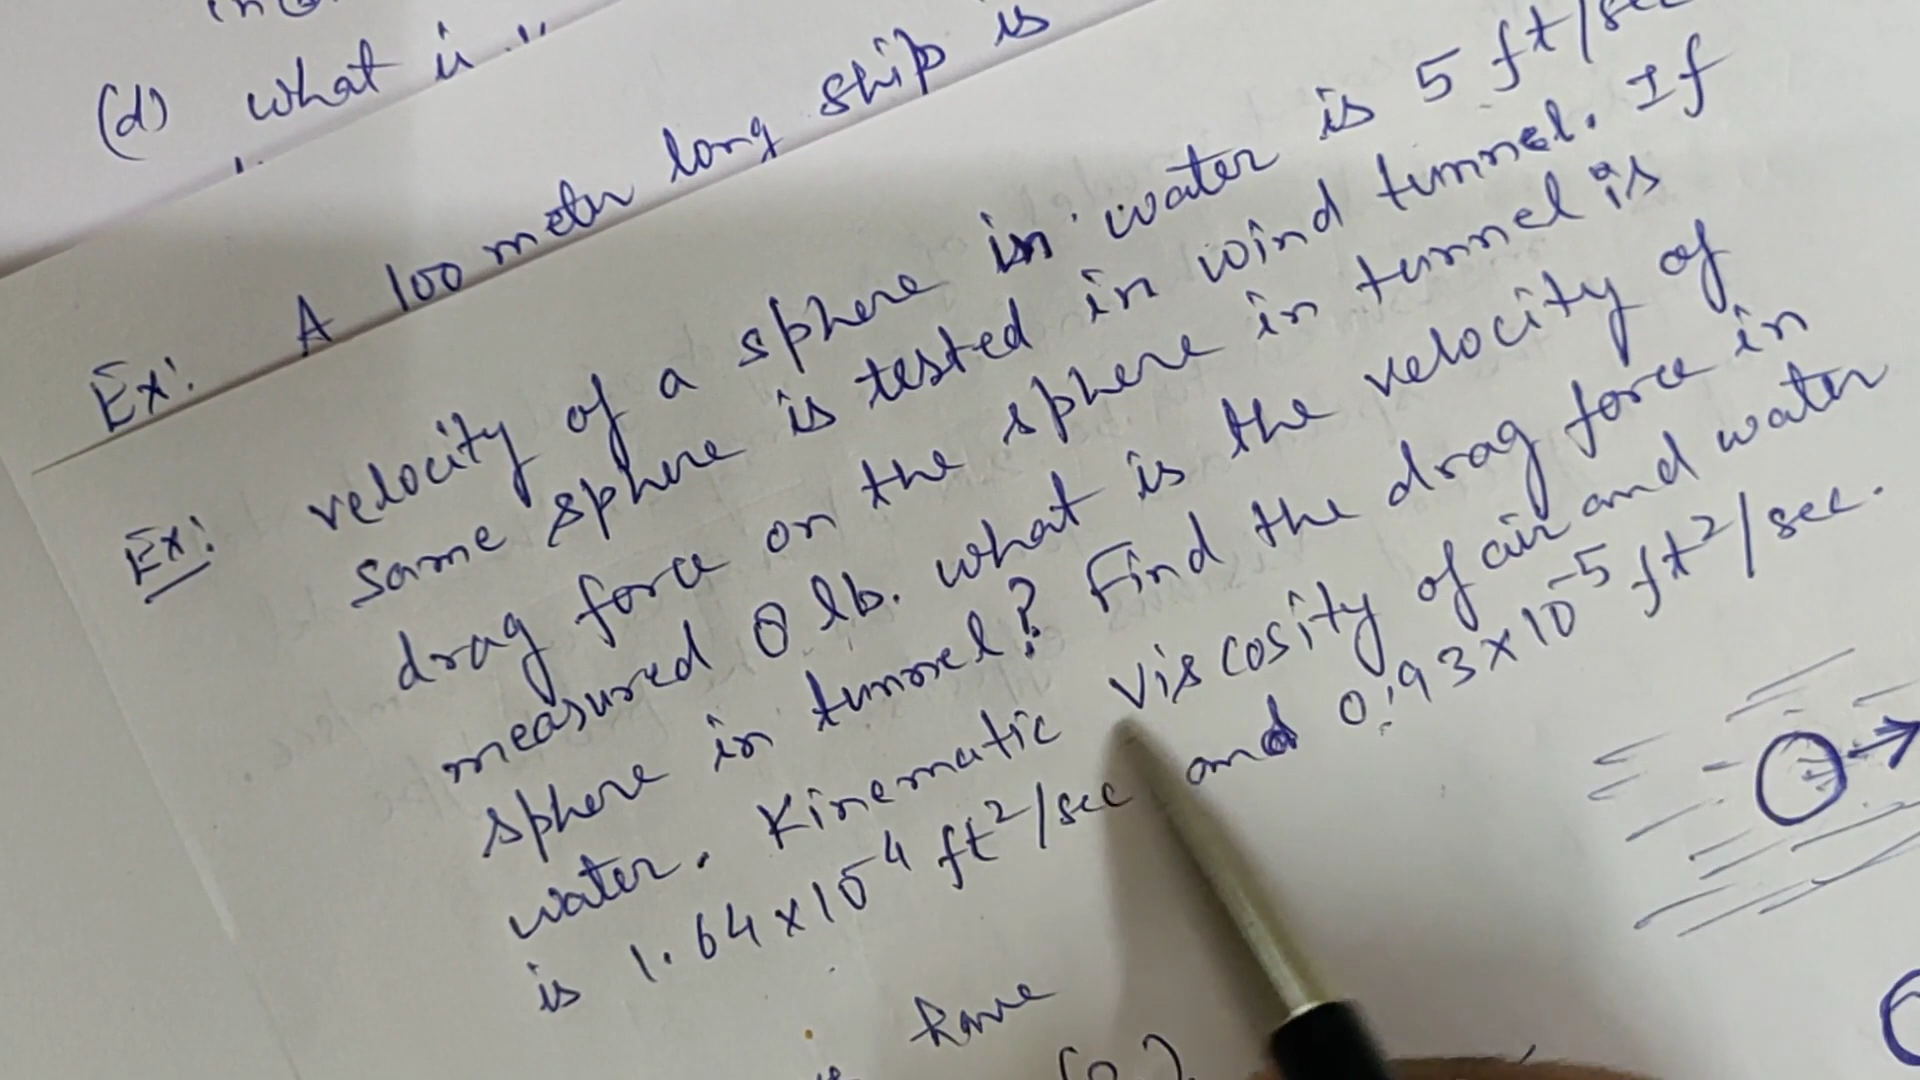 (d) what is
Ex: A 100 meter long ship is
Ex: velocity of a sphere in water is 5 ft/sec
same sphere is tested in wind tunnel. If
drag force on the sphere in tunnel is
measured 8 lb. what is the velocity of
sphere in tunnel? Find the drag force in
water. Kinematic viscosity of air and water
is 1.64 x 10⁻⁴ ft²/sec and 0.93 x 10⁻⁵ ft²/sec.
have